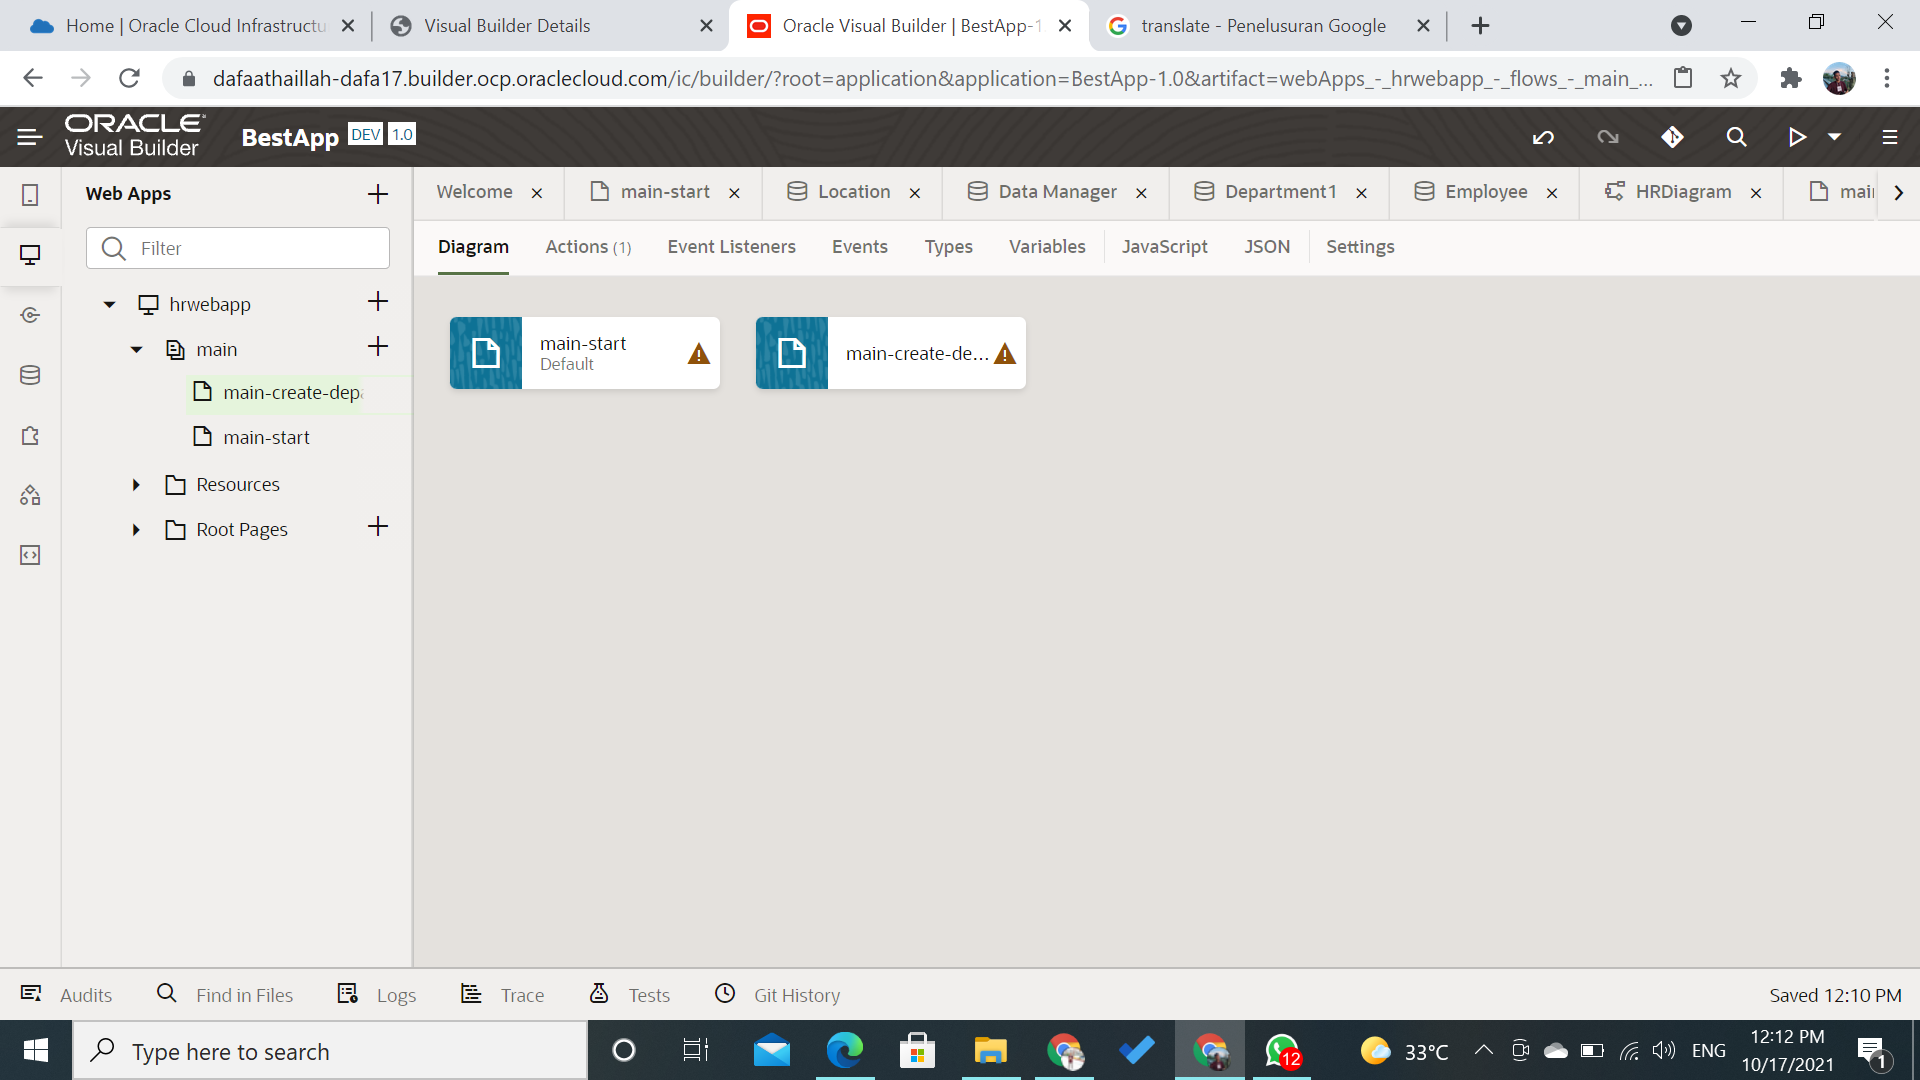 Home | Oracle Cloud Infrastructu
Visual Builder Details
Oracle Visual Builder | BestApp-1
translate - Penelusuran Google
dafaathaillah-dafa17.builder.ocp.oraclecloud.com/ic/builder/?root=application&application=BestApp-1.0&artifact=webApps_-_hrwebapp_-_flows_-_main_...
ORACLE
Visual Builder
BestApp DEV 1.0
Web Apps
Filter
hrwebapp
main
main-create-depa
main-start
Resources
Root Pages
Welcome
main-start
Location
Data Manager
Department1
Employee
HRDiagram
mai
Diagram
Actions (1)
Event Listeners
Events
Types
Variables
JavaScript
JSON
Settings
main-start
Default
main-create-de...
Audits
Find in Files
Logs
Trace
Tests
Git History
Saved 12:10 PM
Type here to search
12
33°C
ENG
12:12 PM
10/17/2021
1